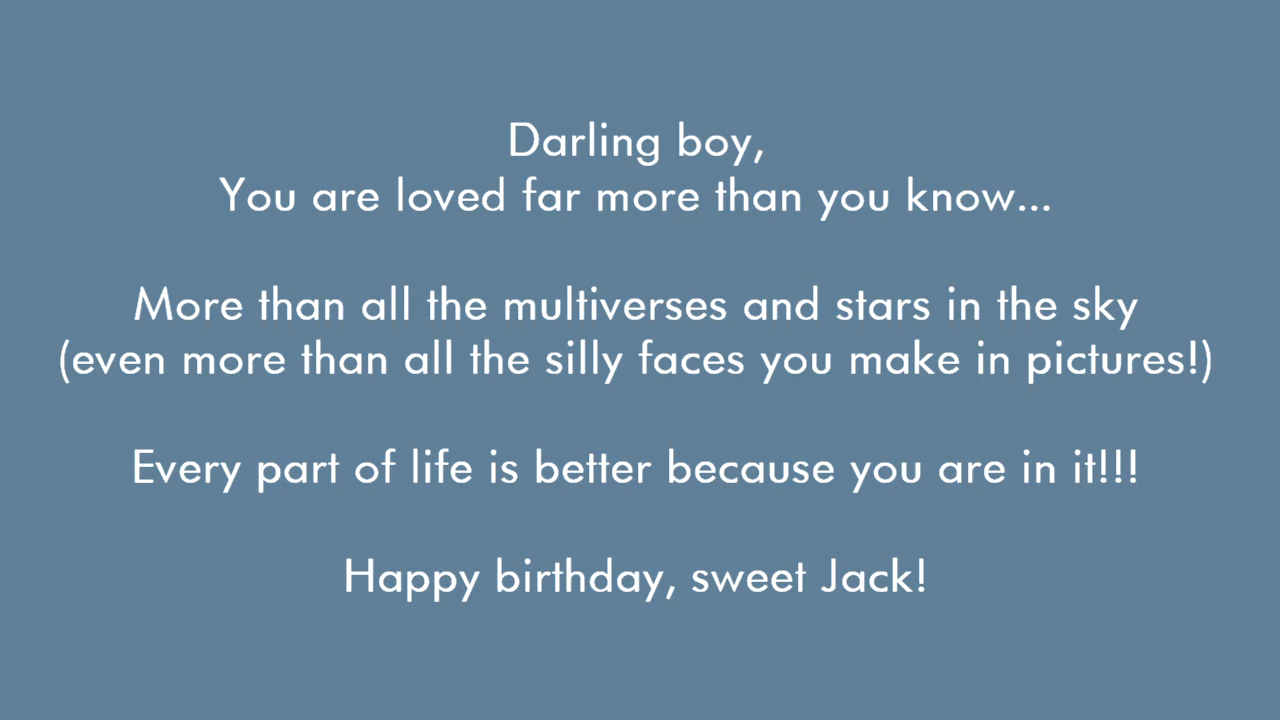 Darling boy,
You are loved far more than you know...
More than all the multiverses and stars in the sky
(even more than all the silly faces you make in pictures!)
Every part of life is better because you are in it!!!
Happy birthday, sweet Jack!